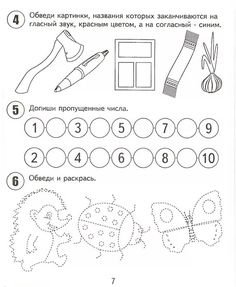 4 Обведи картинки, названия которых заканчиваются на
гласный звук, красным цветом, а на согласный - синим.
5 Допиши пропущенные числа.
1 3 5 7 9
2 4 6 8 10
6 Обведи и раскрась.
7